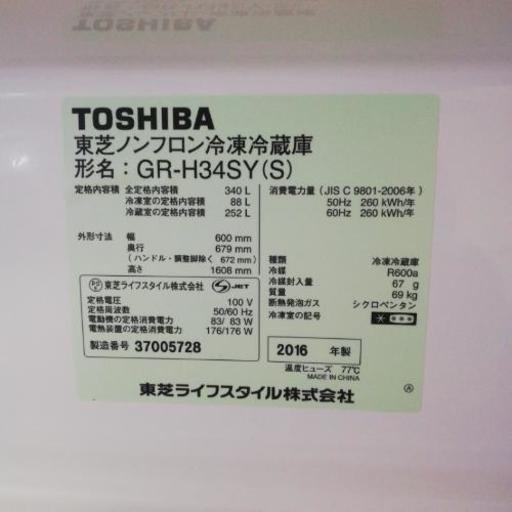 TOSHIBA
東芝ノンフロン冷凍冷蔵庫
形名：GR-H34SY(S)
定格内容積 全定格内容積 340 L
冷凍室の定格内容積 88 L
冷蔵室の定格内容積 252 L
外形寸法 幅 600 mm
奥行 679 mm
(ハンドル・調整脚除く 672 mm)
高さ 1608 mm
消費電力量 (JIS C 9801-2006年)
50Hz 260 kWh/年
60Hz 260 kWh/年
種類 冷凍冷蔵庫
冷媒 R600a
冷媒封入量 67 g
質量 69 kg
断熱発泡ガス シクロペンタン
冷凍室の記号
PSE 東芝ライフスタイル株式会社 JET
定格電圧 100 V
定格周波数 50/60 Hz
電動機の定格消費電力 83/ 83 W
電熱装置の定格消費電力 176/176 W
製造番号 37005728
2016 年製
温度ヒューズ 77℃
MADE IN CHINA
東芝ライフスタイル株式会社
Ⓐ